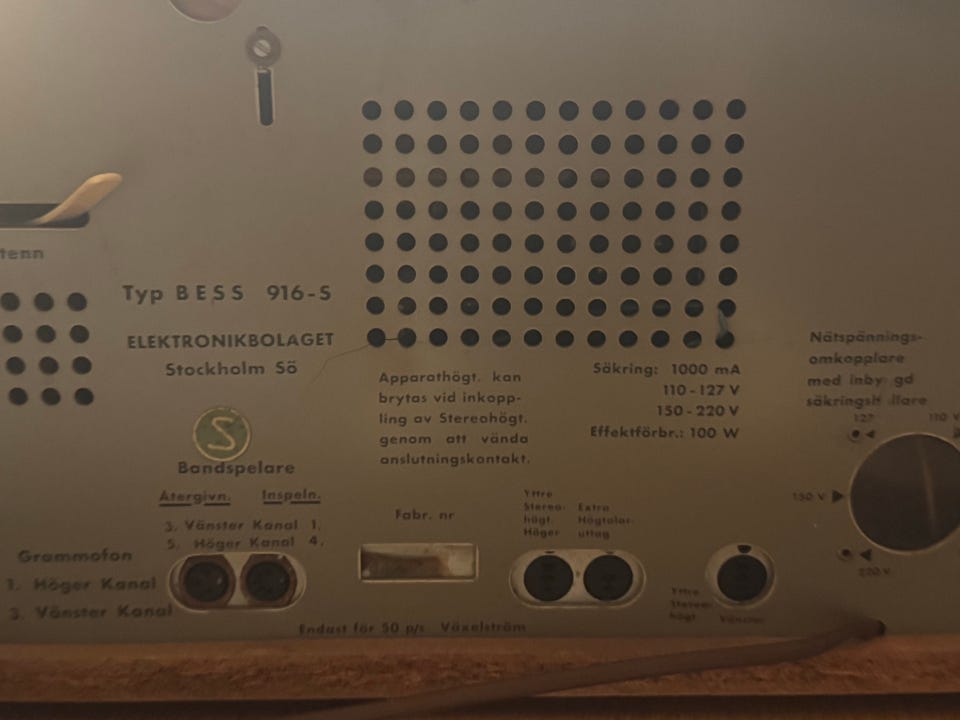 tenn
Typ BESS 916-S
ELEKTRONIKBOLAGET
Stockholm Sö
S
Bandspelare
Återgivn. Inspeln.
3. Vänster Kanal 1.
5. Höger Kanal 4.
Grammofon
1. Höger Kanal
3. Vänster Kanal
Apparathögt. kan
brytas vid inkopp-
ling av Stereohögt.
genom att vända
anslutningskontakt.
Säkring: 1000 mA
110-127 V
150-220 V
Effektförbr.: 100 W
Nätspännings-
omkopplare
med inbyggd
säkringshållare
127
110 V
150 V
220 V
Fabr. nr
Yttre
Stereo-
högt.
Höger
Extra
Högtalar-
uttag
Yttre
Stereo-
högt.
Vänster
Endast för 50 p/s Växelström